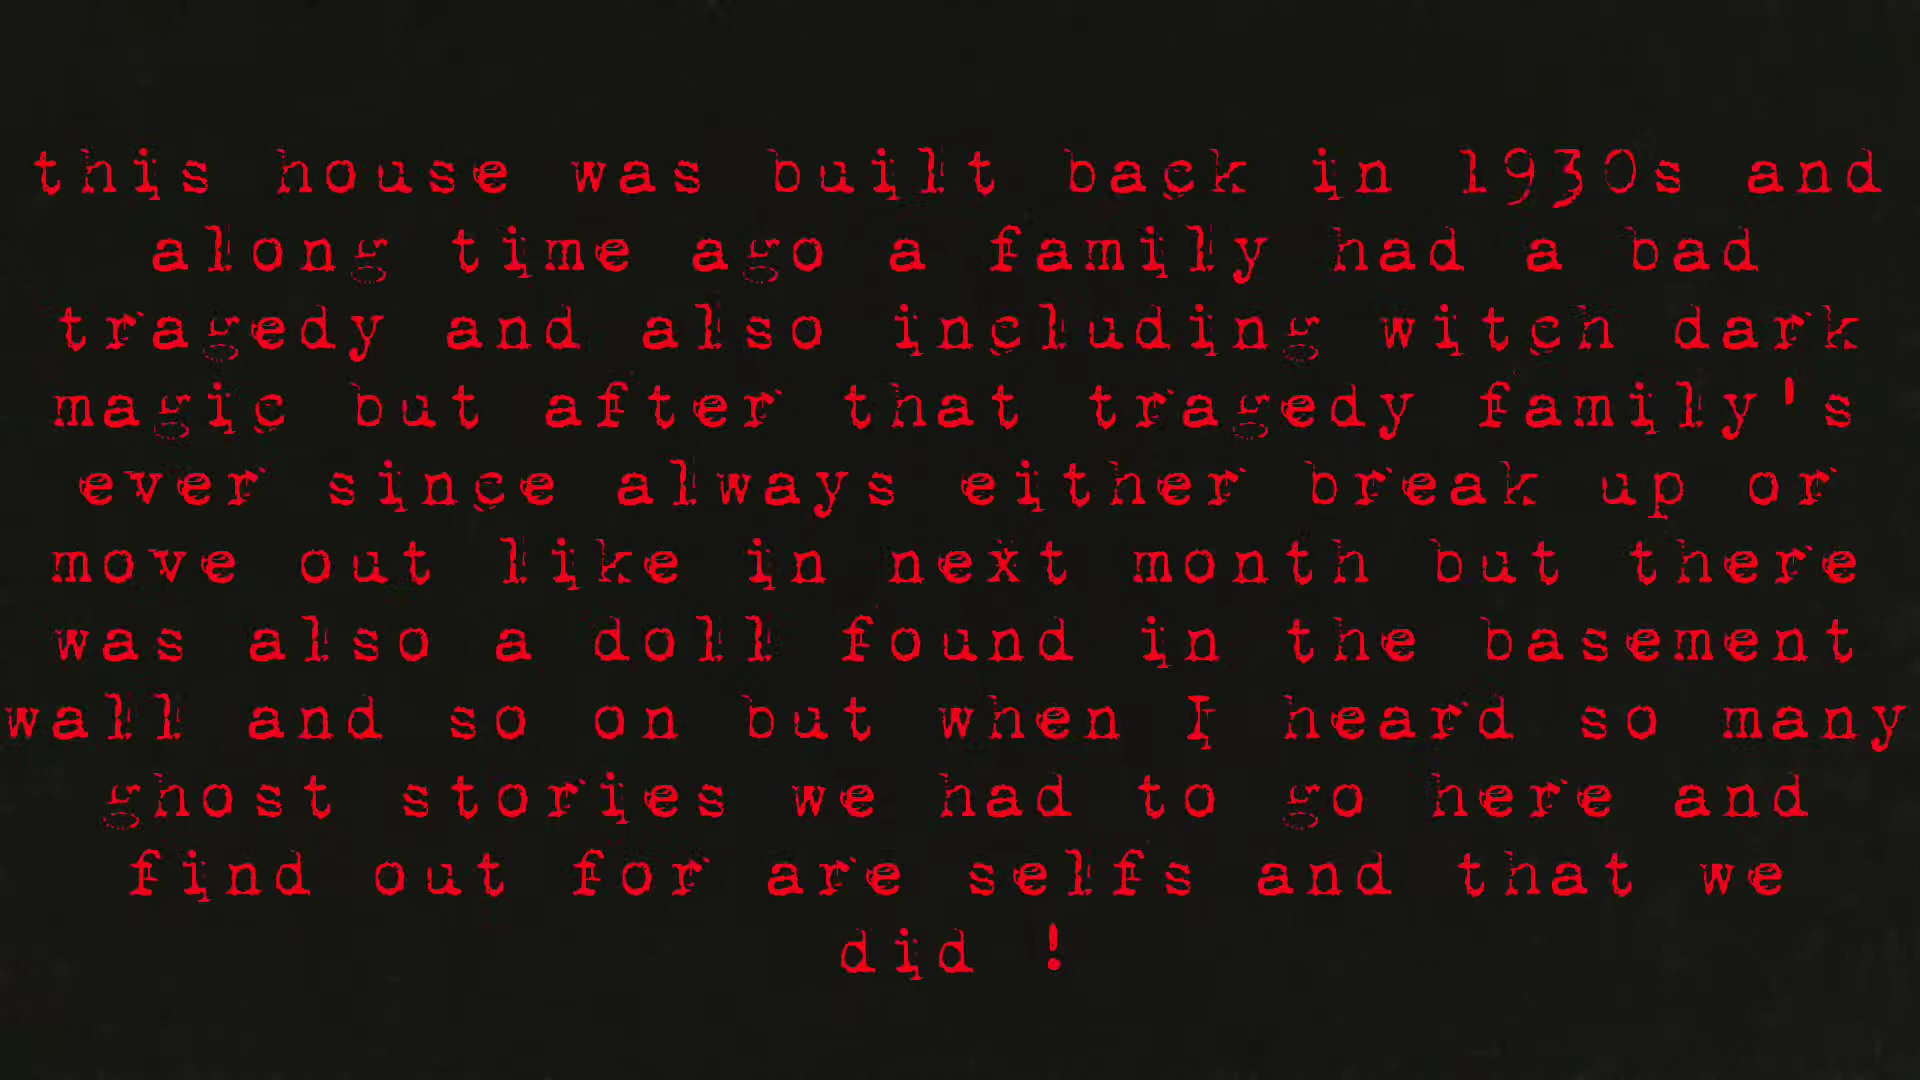 this house was built back in 1930s and
along time ago a family had a bad
tragedy and also including witch dark
magic but after that tragedy family's
ever since always either break up or
move out like in next month but there
was also a doll found in the basement
wall and so on but when I heard so many
ghost stories we had to go here and
find out for are selfs and that we
did !